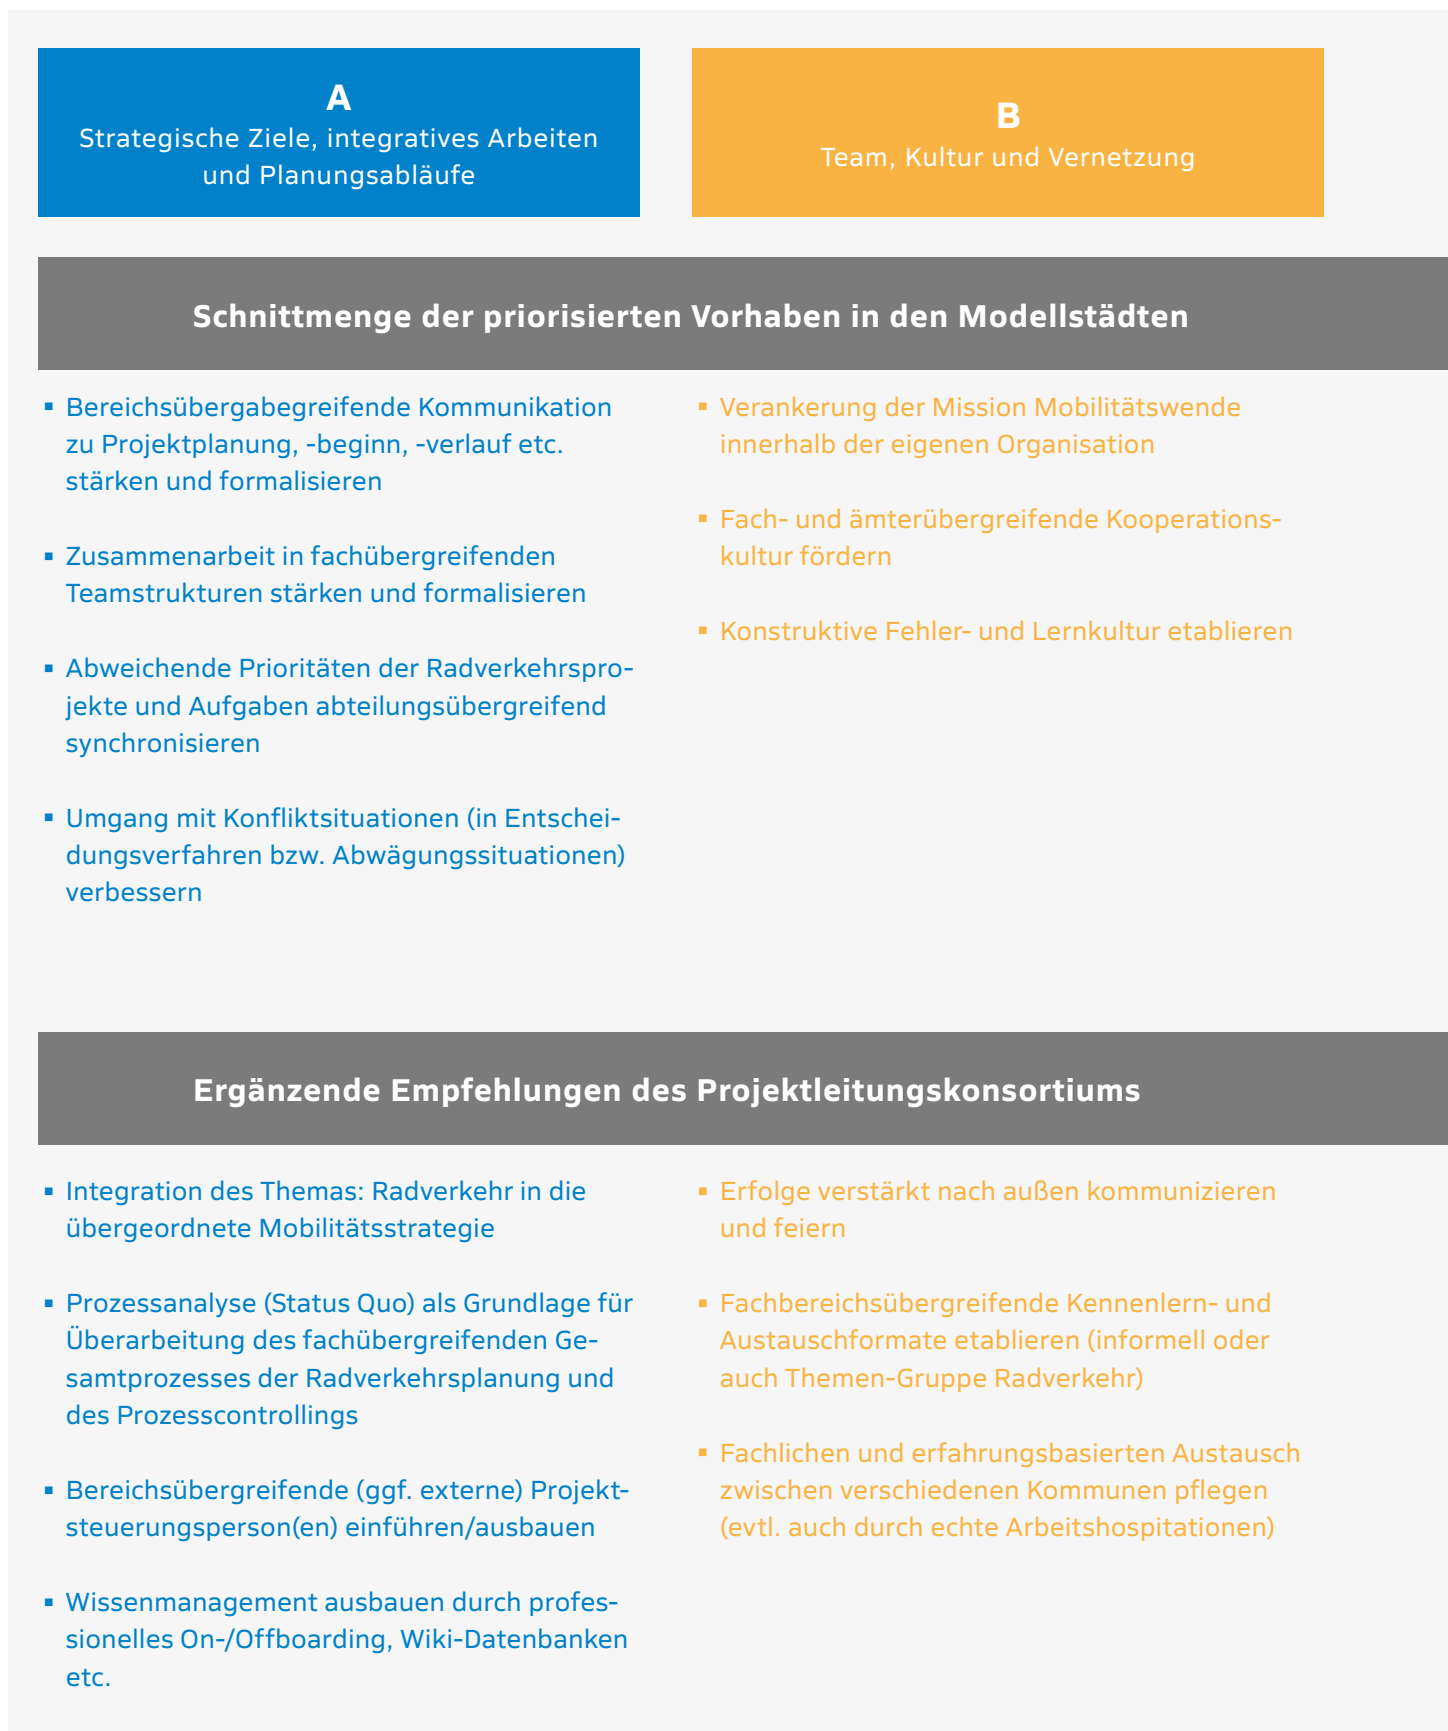 A
Strategische Ziele, integratives Arbeiten
und Planungsabläufe
B
Team, Kultur und Vernetzung
Schnittmenge der priorisierten Vorhaben in den Modellstädten
▪ Bereichsübergabegreifende Kommunikation
zu Projektplanung, -beginn, -verlauf etc.
stärken und formalisieren
▪ Zusammenarbeit in fachübergreifenden
Teamstrukturen stärken und formalisieren
▪ Abweichende Prioritäten der Radverkehrspro-
jekte und Aufgaben abteilungsübergreifend
synchronisieren
▪ Umgang mit Konfliktsituationen (in Entschei-
dungsverfahren bzw. Abwägungssituationen)
verbessern
▪ Verankerung der Mission Mobilitätswende
innerhalb der eigenen Organisation
▪ Fach- und ämterübergreifende Kooperations-
kultur fördern
▪ Konstruktive Fehler- und Lernkultur etablieren
Ergänzende Empfehlungen des Projektleitungskonsortiums
▪ Integration des Themas: Radverkehr in die
übergeordnete Mobilitätsstrategie
▪ Prozessanalyse (Status Quo) als Grundlage für
Überarbeitung des fachübergreifenden Ge-
samtprozesses der Radverkehrsplanung und
des Prozesscontrollings
▪ Bereichsübergreifende (ggf. externe) Projekt-
steuerungsperson(en) einführen/ausbauen
▪ Wissenmanagement ausbauen durch profes-
sionelles On-/Offboarding, Wiki-Datenbanken
etc.
▪ Erfolge verstärkt nach außen kommunizieren
und feiern
▪ Fachbereichsübergreifende Kennenlern- und
Austauschformate etablieren (informell oder
auch Themen-Gruppe Radverkehr)
▪ Fachlichen und erfahrungsbasierten Austausch
zwischen verschiedenen Kommunen pflegen
(evtl. auch durch echte Arbeitshospitationen)